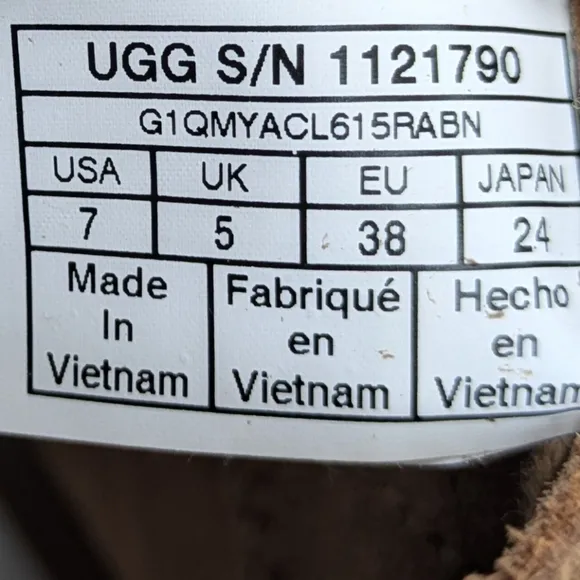 UGG S/N 1121790
G1QMYACL615RABN
USA UK EU JAPAN
7 5 38 24
Made Fabriqué Hecho
In en en
Vietnam Vietnam Vietnam